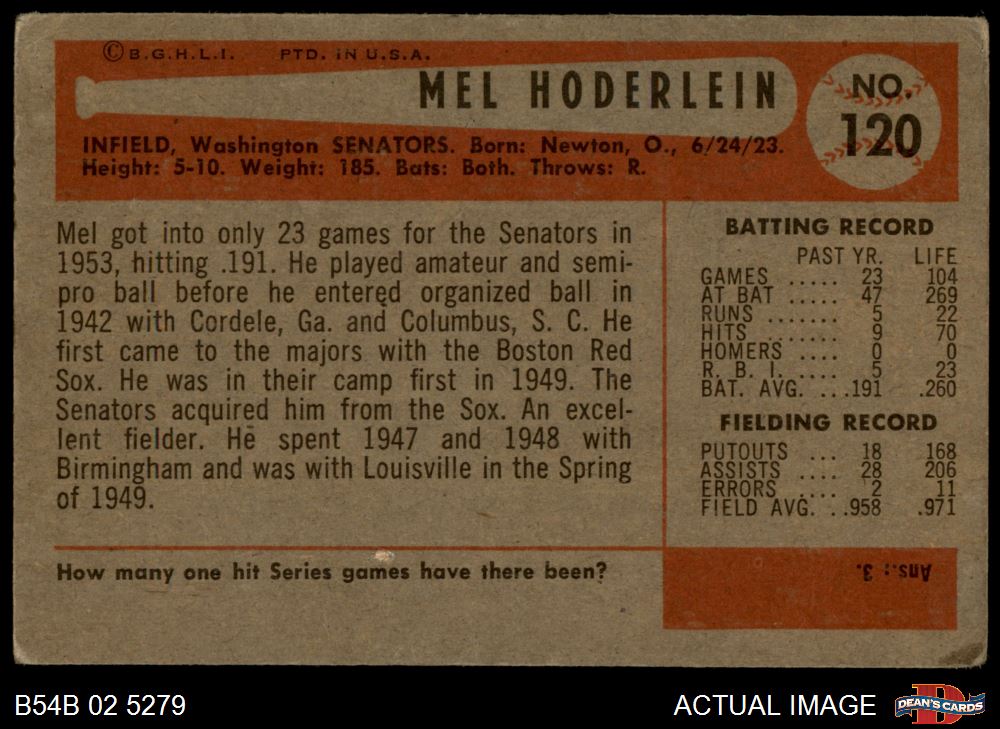 © B.G.H.L.I. PTD. IN U.S.A.
MEL HODERLEIN
NO.
120
INFIELD, Washington SENATORS. Born: Newton, O., 6/24/23.
Height: 5-10. Weight: 185. Bats: Both. Throws: R.
Mel got into only 23 games for the Senators in
1953, hitting .191. He played amateur and semi-
pro ball before he entered organized ball in
1942 with Cordele, Ga. and Columbus, S. C. He
first came to the majors with the Boston Red
Sox. He was in their camp first in 1949. The
Senators acquired him from the Sox. An excel-
lent fielder. He spent 1947 and 1948 with
Birmingham and was with Louisville in the Spring
of 1949.
BATTING RECORD
PAST YR. LIFE
GAMES ..... 23 104
AT BAT ..... 47 269
RUNS ....... 5 22
HITS ....... 9 70
HOMERS .... 0 0
R. B. I. .... 5 23
BAT. AVG. ... .191 .260
FIELDING RECORD
PUTOUTS ... 18 168
ASSISTS .... 28 206
ERRORS .... 2 11
FIELD AVG. . .958 .971
How many one hit Series games have there been?
Ans.: 3.
B54B 02 5279
ACTUAL IMAGE
D
DEAN'S CARDS